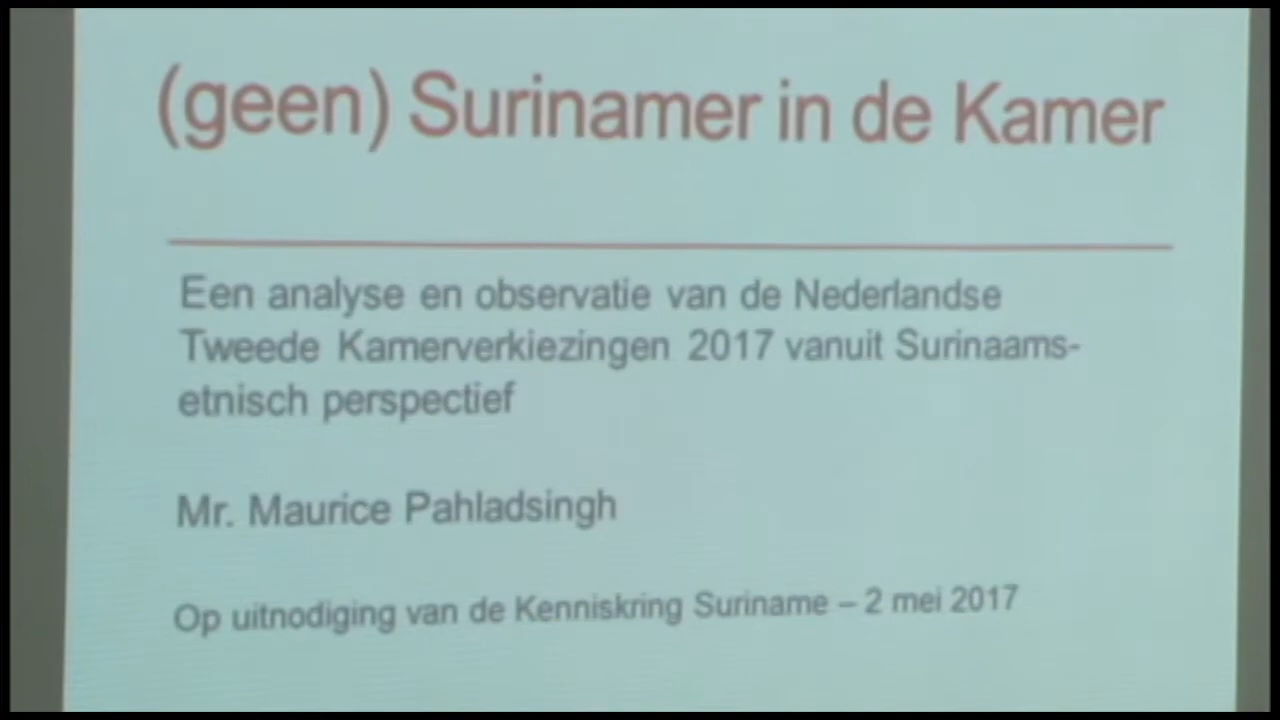 (geen) Surinamer in de Kamer
Een analyse en observatie van de Nederlandse
Tweede Kamerverkiezingen 2017 vanuit Surinaams-
etnisch perspectief
Mr. Maurice Pahladsingh
Op uitnodiging van de Kenniskring Suriname – 2 mei 2017